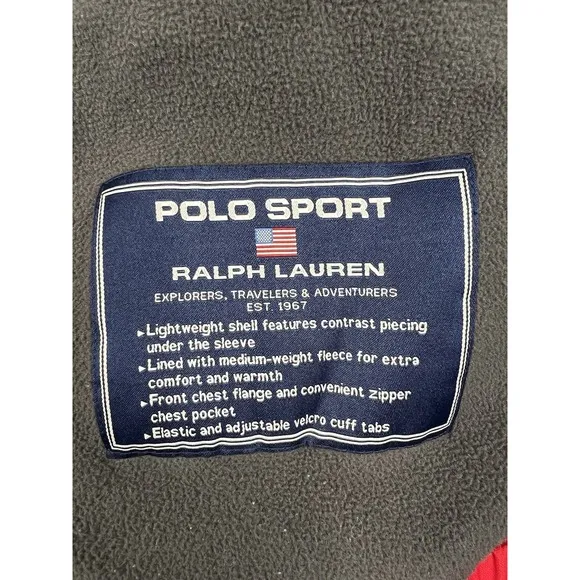 POLO SPORT
RALPH LAUREN
EXPLORERS, TRAVELERS & ADVENTURERS
EST. 1967
▸Lightweight shell features contrast piecing
under the sleeve
▸Lined with medium-weight fleece for extra
comfort and warmth
▸Front chest flange and convenient zipper
chest pocket
▸Elastic and adjustable velcro cuff tabs